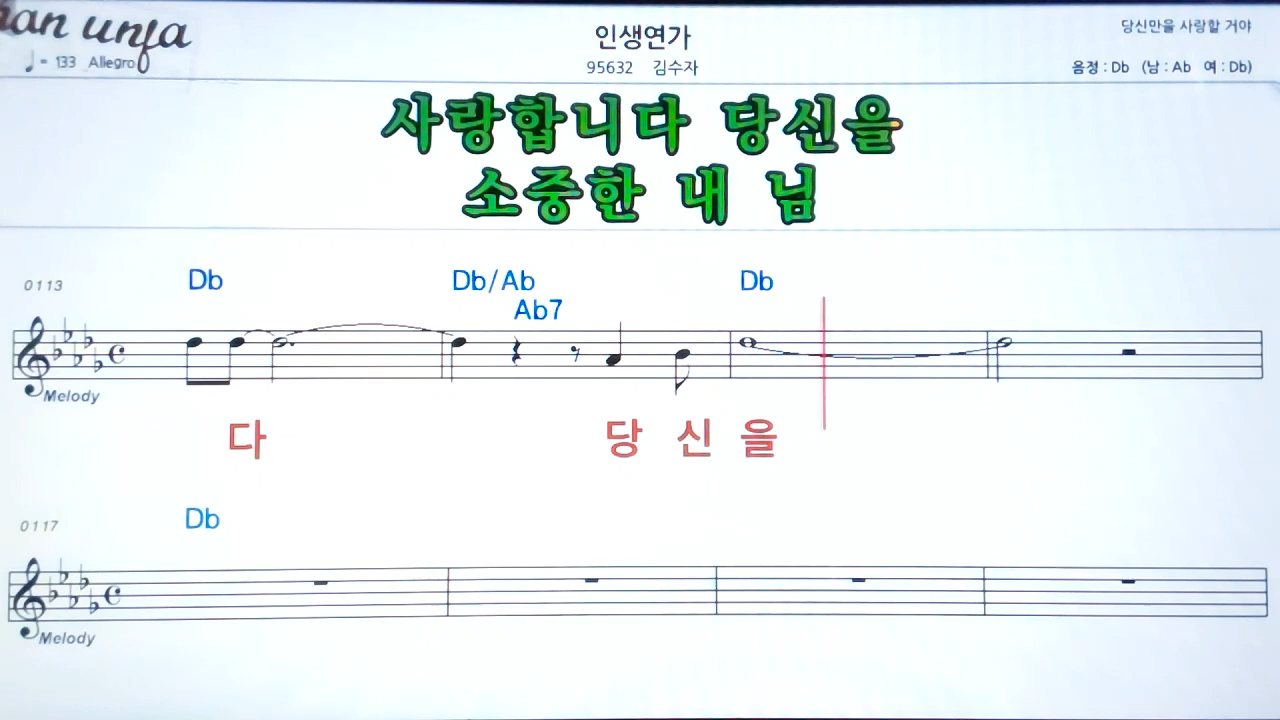 unfa
인생연가
당신만을 사랑할 거야
♩= 133 Allegro
95632 김수자
음정 : Db (남 : Ab 여 : Db)
사랑합니다 당신을
소중한 내 님
0113
Db Db/Ab Db
Ab7
Melody
다 당 신 을
0117
Db
Melody